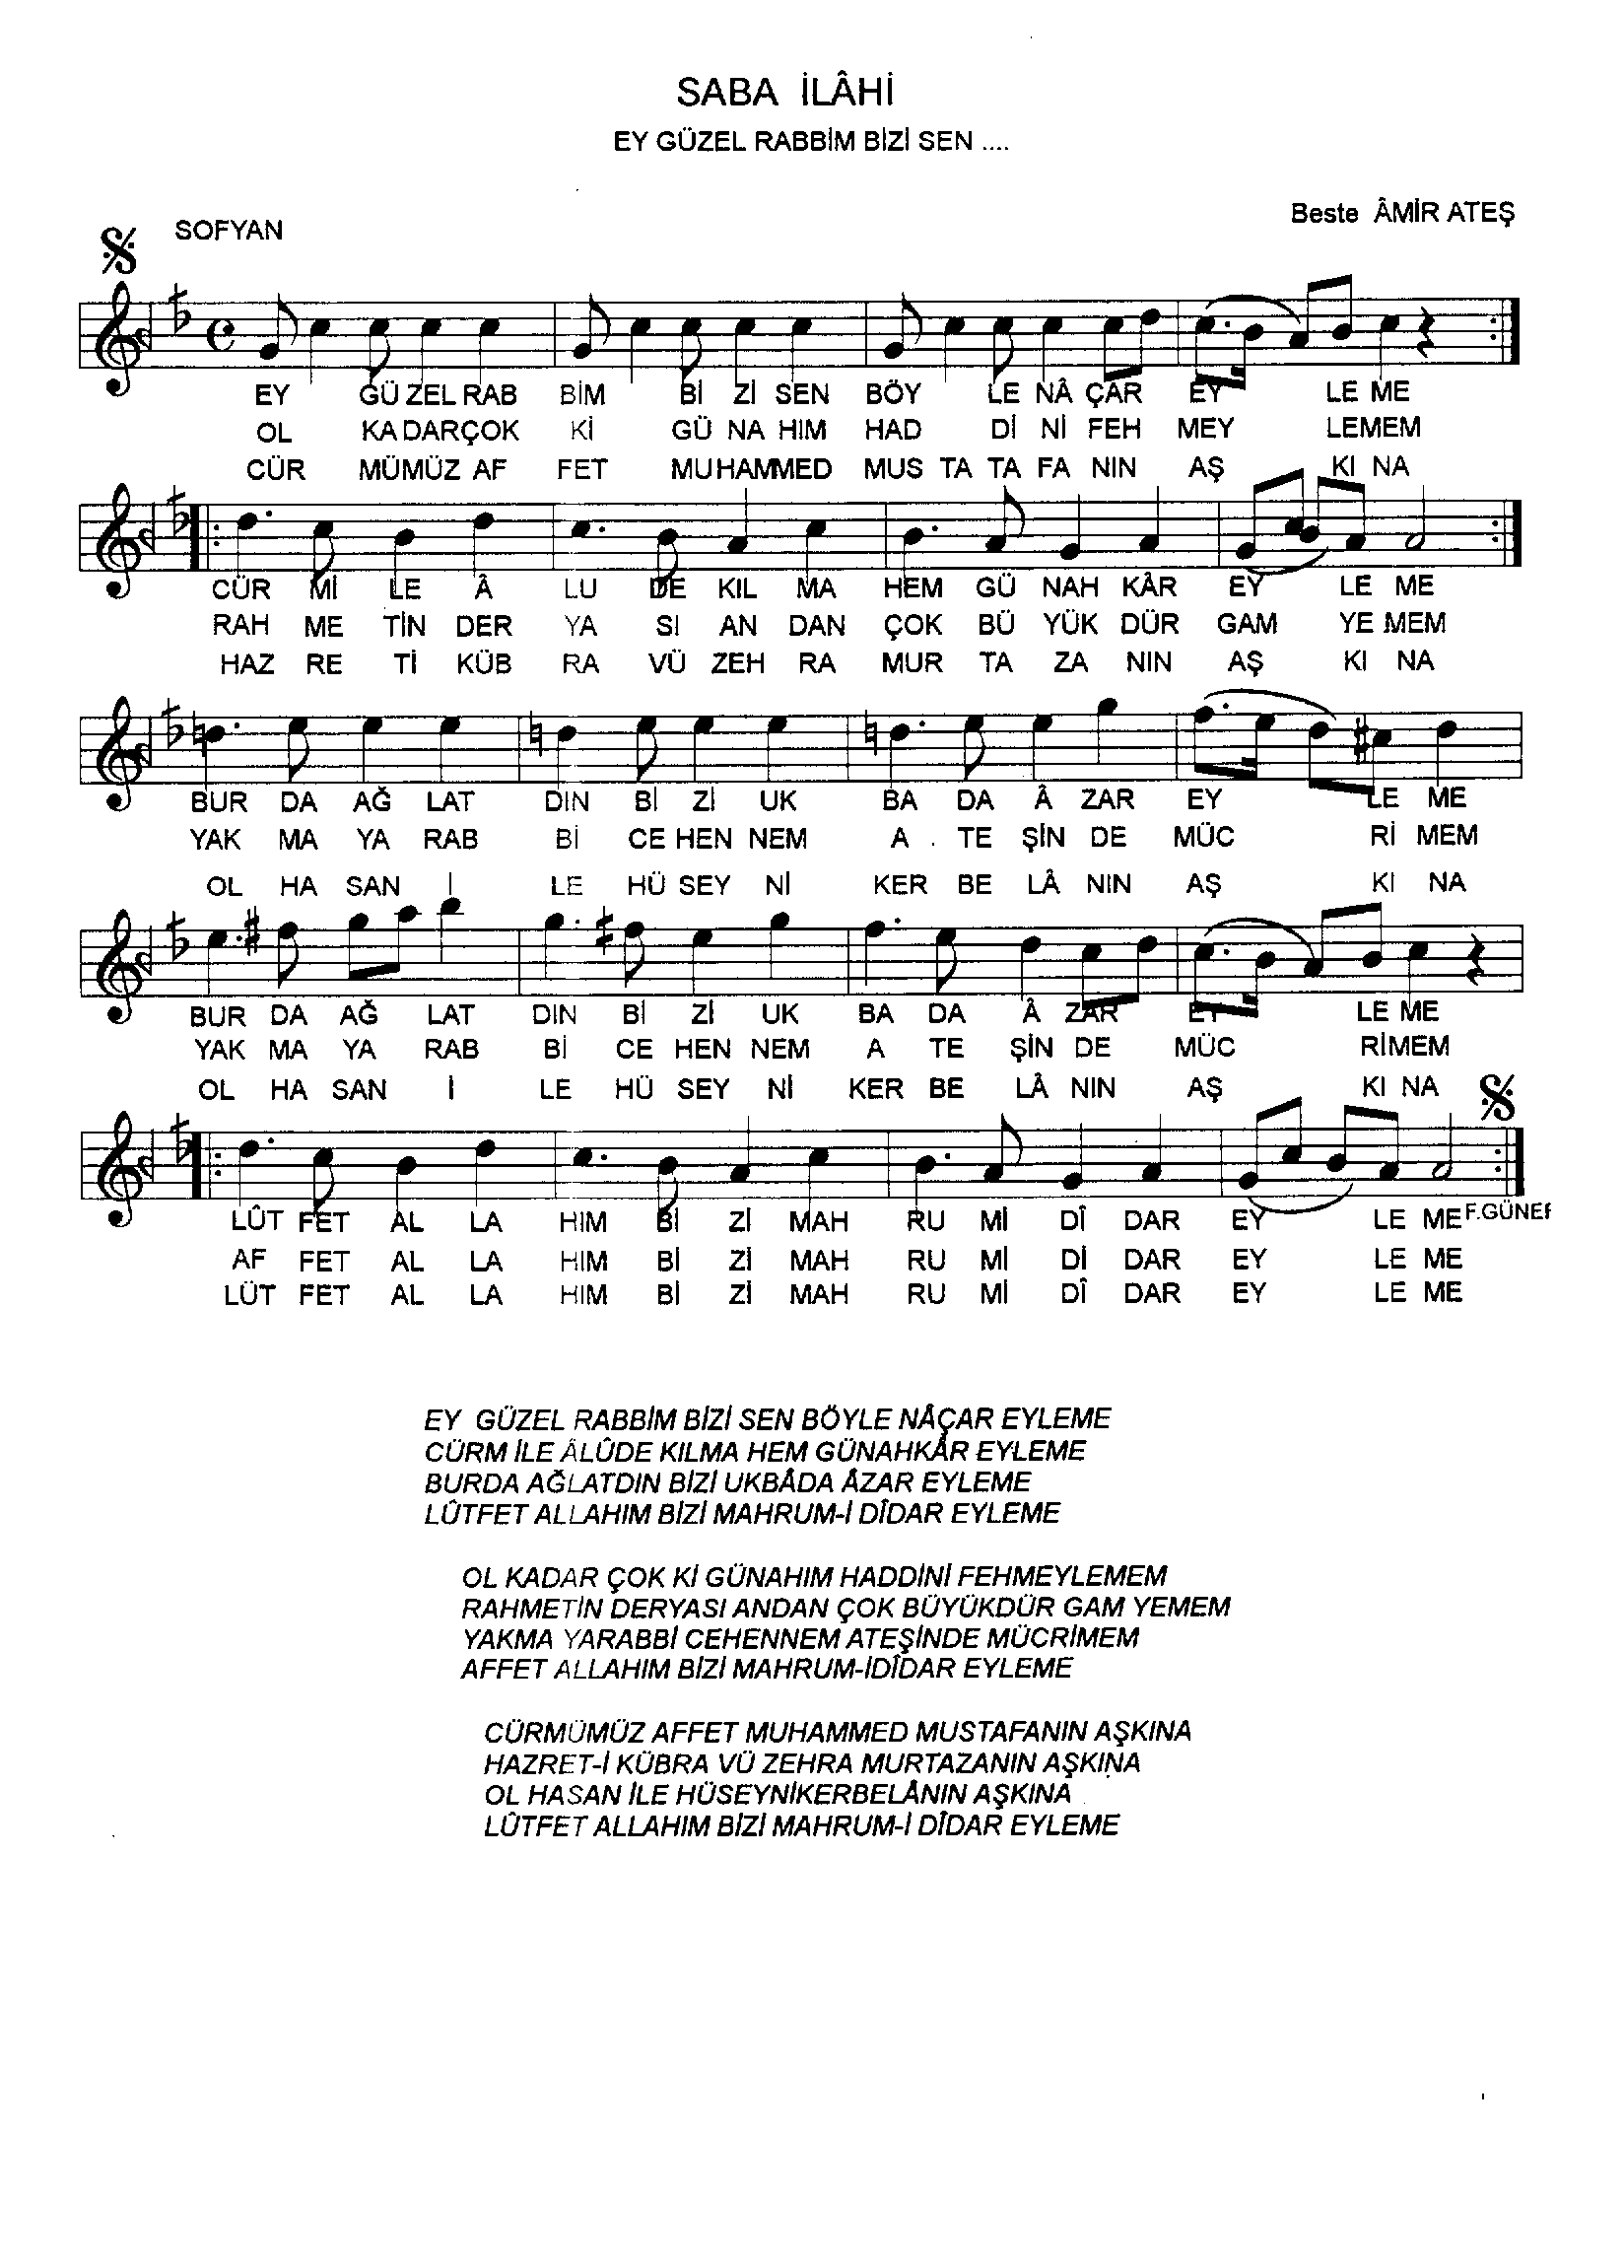 SABA İLÂHİ
EY GÜZEL RABBİM BİZİ SEN ....
Beste ÂMİR ATEŞ
SOFYAN
EY GÜ ZEL RAB BİM Bİ Zİ SEN BÖY LE NÂ ÇAR EY LE ME
OL KA DARÇOK Kİ GÜ NA HIM HAD Dİ Nİ FEH MEY LEMEM
CÜR MÜMÜZ AF FET MUHAMMED MUS TA TA FA NIN AŞ KI NA
CÜR Mİ LE Â LU DE KIL MA HEM GÜ NAH KÂR EY LE ME
RAH ME TİN DER YA SI AN DAN ÇOK BÜ YÜK DÜR GAM YE MEM
HAZ RE Tİ KÜB RA VÜ ZEH RA MUR TA ZA NIN AŞ KI NA
BUR DA AĞ LAT DIN Bİ Zİ UK BA DA Â ZAR EY LE ME
YAK MA YA RAB Bİ CE HEN NEM A TE ŞİN DE MÜC Rİ MEM
OL HA SAN İ LE HÜ SEY Nİ KER BE LÂ NIN AŞ KI NA
BUR DA AĞ LAT DIN Bİ Zİ UK BA DA Â ZAR EY LE ME
YAK MA YA RAB Bİ CE HEN NEM A TE ŞİN DE MÜC RİMEM
OL HA SAN İ LE HÜ SEY Nİ KER BE LÂ NIN AŞ KI NA
LÛT FET AL LA HIM Bİ Zİ MAH RU Mİ DÎ DAR EY LE ME
F.GÜNEF
AF FET AL LA HIM Bİ Zİ MAH RU Mİ Dİ DAR EY LE ME
LÜT FET AL LA HIM Bİ Zİ MAH RU Mİ DÎ DAR EY LE ME
EY GÜZEL RABBİM BİZİ SEN BÖYLE NÂÇAR EYLEME
CÜRM İLE ÂLÛDE KILMA HEM GÜNAHKÂR EYLEME
BURDA AĞLATDIN BİZİ UKBÂDA ÂZAR EYLEME
LÛTFET ALLAHIM BİZİ MAHRUM-İ DÎDAR EYLEME
OL KADAR ÇOK Kİ GÜNAHIM HADDİNİ FEHMEYLEMEM
RAHMETİN DERYASI ANDAN ÇOK BÜYÜKDÜR GAM YEMEM
YAKMA YARABBİ CEHENNEM ATEŞİNDE MÜCRİMEM
AFFET ALLAHIM BİZİ MAHRUM-İDÎDAR EYLEME
CÜRMÜMÜZ AFFET MUHAMMED MUSTAFANIN AŞKINA
HAZRET-İ KÜBRA VÜ ZEHRA MURTAZANIN AŞKINA
OL HASAN İLE HÜSEYNİKERBELÂNIN AŞKINA
LÛTFET ALLAHIM BİZİ MAHRUM-İ DÎDAR EYLEME